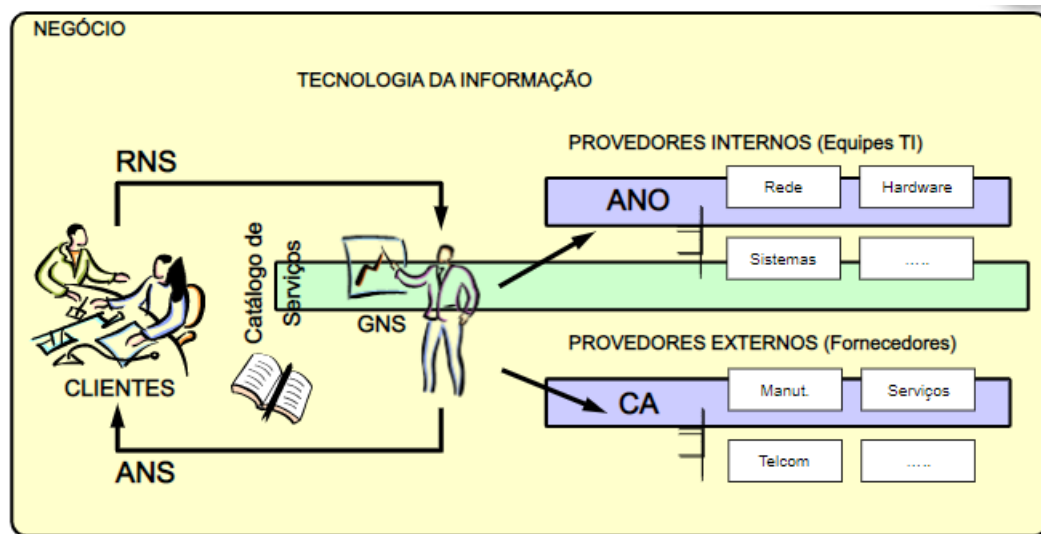 NEGÓCIO
TECNOLOGIA DA INFORMAÇÃO
RNS
Catálogo de
Serviços
GNS
CLIENTES
ANS
PROVEDORES INTERNOS (Equipes TI)
ANO
Rede
Hardware
Sistemas
.....
PROVEDORES EXTERNOS (Fornecedores)
CA
Manut.
Serviços
Telcom
.....